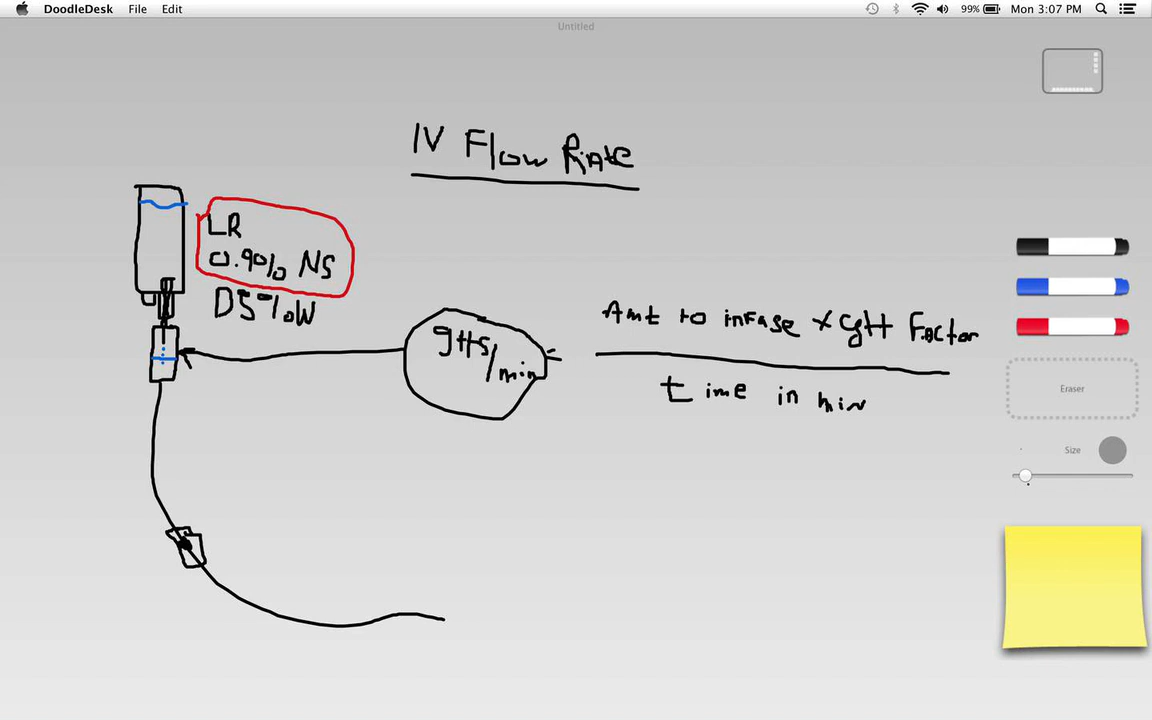 DoodleDesk File Edit 99% Mon 3:07 PM
Untitled
IV Flow Rate
LR
0.9% NS
D5%W
gtts/min
Amt to infase x gtt Factor
time in min
Eraser
Size